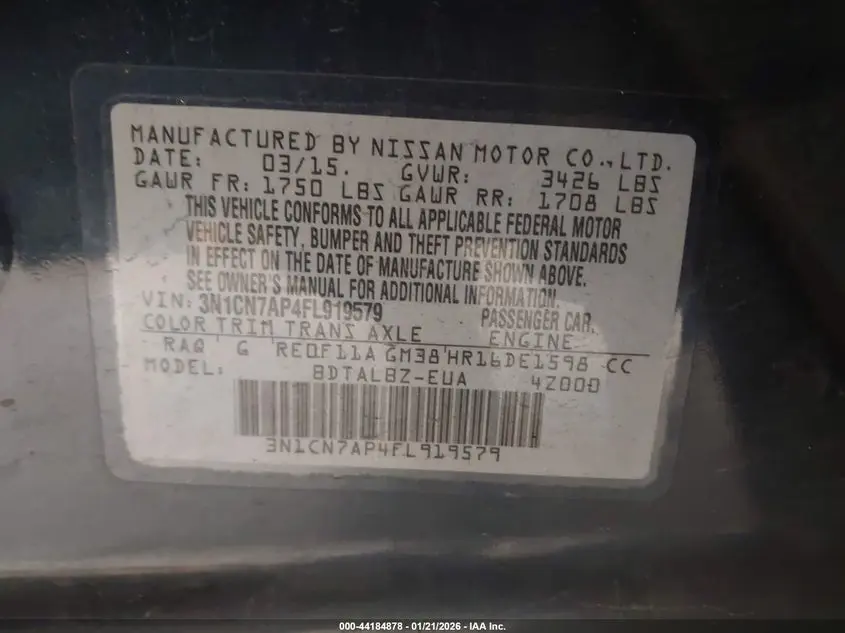 MANUFACTURED BY NISSAN MOTOR CO., LTD.
DATE: 03/15. GVWR: 3426 LBS
GAWR FR: 1750 LBS GAWR RR: 1708 LBS
THIS VEHICLE CONFORMS TO ALL APPLICABLE FEDERAL MOTOR
VEHICLE SAFETY, BUMPER AND THEFT PREVENTION STANDARDS
IN EFFECT ON THE DATE OF MANUFACTURE SHOWN ABOVE.
SEE OWNER'S MANUAL FOR ADDITIONAL INFORMATION.
VIN: 3N1CN7AP4FL919579 PASSENGER CAR.
COLOR TRIM TRANS AXLE ENGINE
RAQ G RE0F11A GM38 HR16DE1598 CC
MODEL: BDTALBZ-EUA 4Z000
3N1CN7AP4FL919579
000-44184878 - 01/21/2026 - IAA Inc.